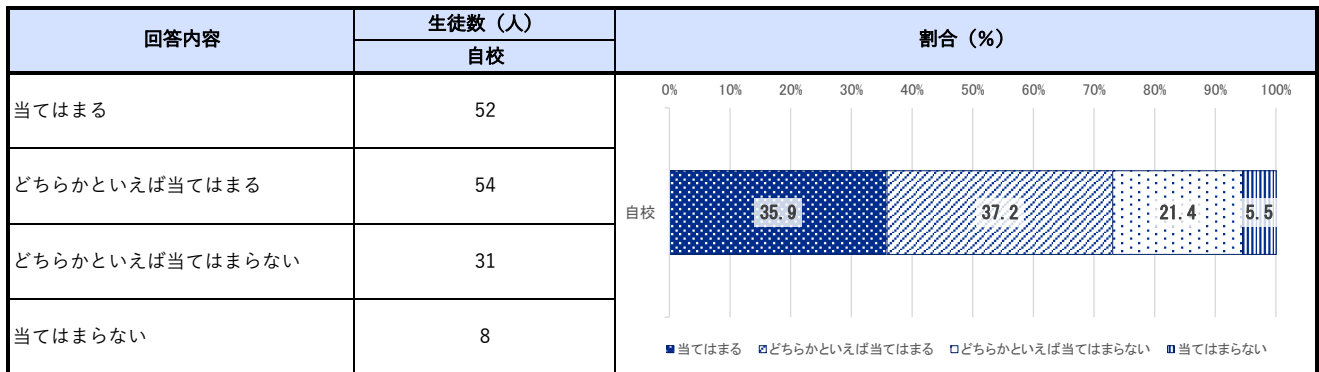 回答内容
生徒数（人）
自校
割合（%）
当てはまる
52
どちらかといえば当てはまる
54
どちらかといえば当てはまらない
31
当てはまらない
8
0% 10% 20% 30% 40% 50% 60% 70% 80% 90% 100%
自校
35.9 37.2 21.4 5.5
当てはまる どちらかといえば当てはまる どちらかといえば当てはまらない 当てはまらない